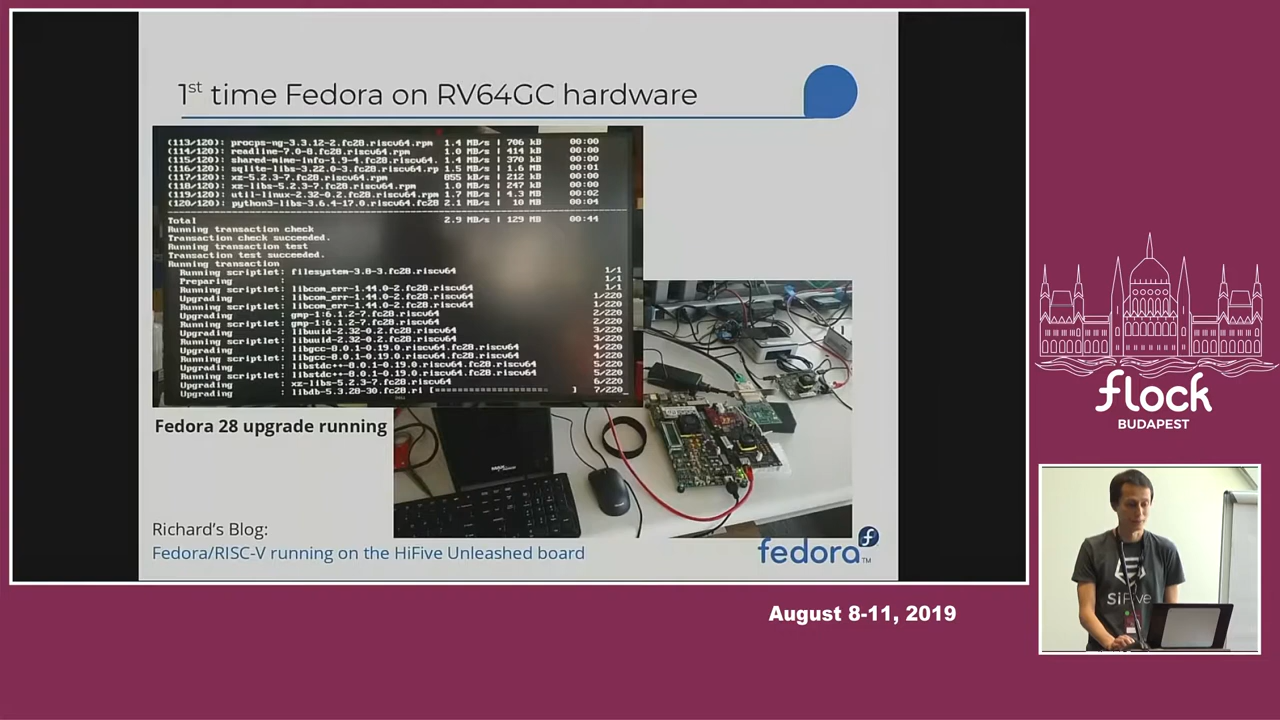 1st time Fedora on RV64GC hardware
(113/120): procps-ng-3.3.12-2.fc28.riscv64.rpm 1.4 MB/s | 706 kB 00:00
(114/120): readline-7.0-8.fc28.riscv64.rpm 1.0 MB/s | 414 kB 00:00
(115/120): shared-mime-info-1.9-4.fc28.riscv64. 1.4 MB/s | 370 kB 00:00
(116/120): sqlite-libs-3.22.0-3.fc28.riscv64.rp 1.5 MB/s | 1.6 MB 00:01
(117/120): xz-5.2.3-7.fc28.riscv64.rpm 855 kB/s | 212 kB 00:00
(118/120): xz-libs-5.2.3-7.fc28.riscv64.rpm 1.0 MB/s | 247 kB 00:00
(119/120): util-linux-2.32-0.2.fc28.riscv64.rpm 1.7 MB/s | 4.3 MB 00:02
(120/120): python3-libs-3.6.4-17.0.riscv64.fc28 2.1 MB/s | 10 MB 00:04
Total 2.9 MB/s | 129 MB 00:44
Running transaction check
Transaction check succeeded.
Running transaction test
Transaction test succeeded.
Running transaction
Running scriptlet: filesystem-3.8-3.fc28.riscv64 1/1
Preparing : 1/1
Running scriptlet: libcom_err-1.44.0-2.fc28.riscv64 1/1
Upgrading : libcom_err-1.44.0-2.fc28.riscv64 1/220
Running scriptlet: libcom_err-1.44.0-2.fc28.riscv64 1/220
Upgrading : gmp-1:6.1.2-7.fc28.riscv64 2/220
Running scriptlet: gmp-1:6.1.2-7.fc28.riscv64 2/220
Upgrading : libuuid-2.32-0.2.fc28.riscv64 3/220
Running scriptlet: libuuid-2.32-0.2.fc28.riscv64 3/220
Upgrading : libgcc-8.0.1-0.19.0.riscv64.fc28.riscv64 4/220
Running scriptlet: libgcc-8.0.1-0.19.0.riscv64.fc28.riscv64 4/220
Upgrading : libstdc++-8.0.1-0.19.0.riscv64.fc28.riscv64 5/220
Running scriptlet: libstdc++-8.0.1-0.19.0.riscv64.fc28.riscv64 5/220
Upgrading : xz-libs-5.2.3-7.fc28.riscv64 6/220
Upgrading : libdb-5.3.28-30.fc28.ri [===================== ] 7/220
Fedora 28 upgrade running
Richard's Blog:
Fedora/RISC-V running on the HiFive Unleashed board
fedora TM
flock
BUDAPEST
SiFive
August 8-11, 2019